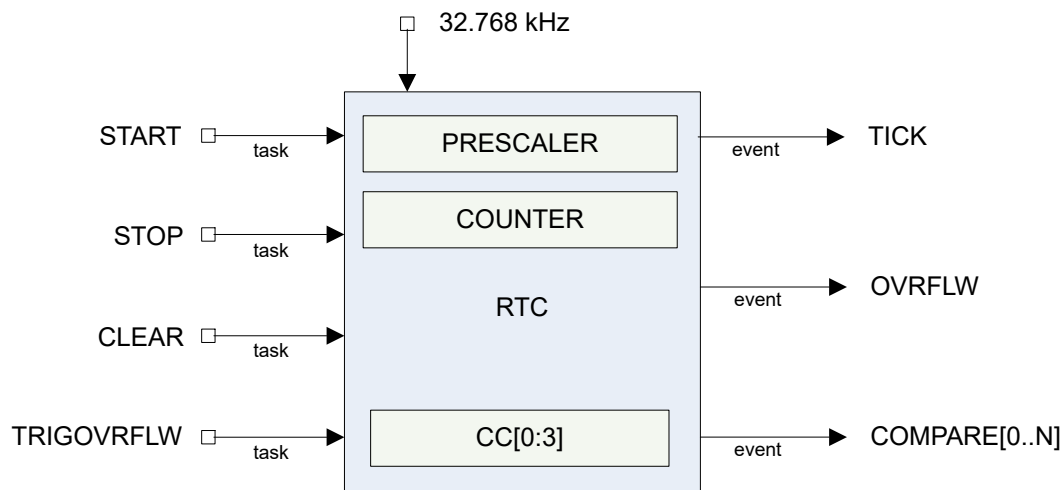 32.768 kHz
START
task
PRESCALER
event
TICK
STOP
task
COUNTER
RTC
event
OVRFLW
CLEAR
task
TRIGOVRFLW
task
CC[0:3]
event
COMPARE[0..N]